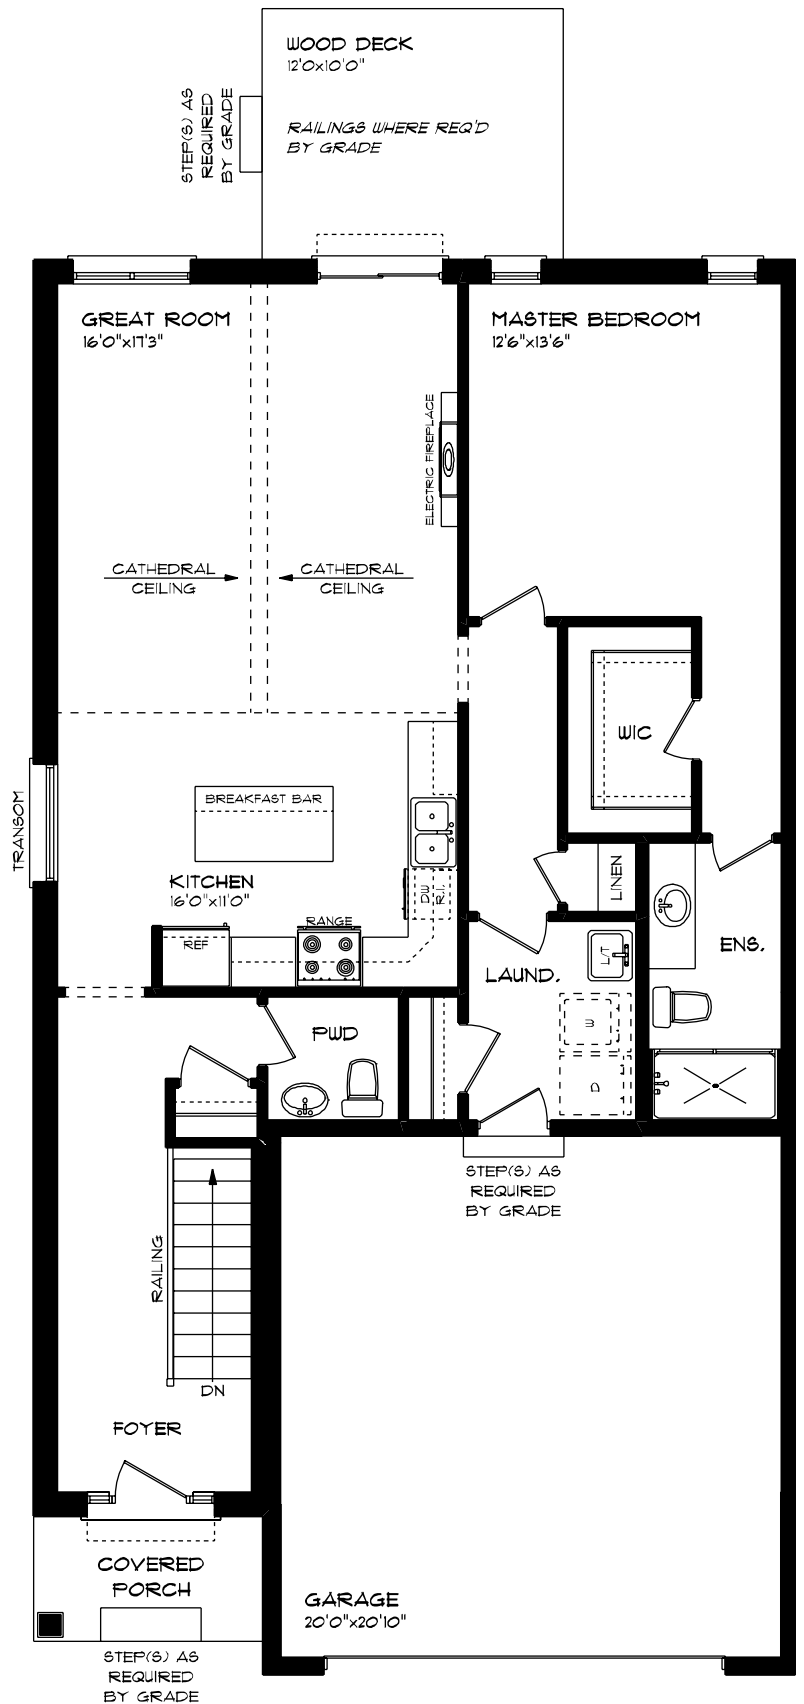 WOOD DECK
12'0x10'0"
STEP(S) AS
REQUIRED
BY GRADE
RAILINGS WHERE REQ'D
BY GRADE
GREAT ROOM
16'0"x17'3"
MASTER BEDROOM
12'6"x13'6"
ELECTRIC FIREPLACE
CATHEDRAL
CEILING
CATHEDRAL
CEILING
WIC
TRANSOM
BREAKFAST BAR
KITCHEN
16'0"x11'0"
DW
R.I.
LINEN
RANGE
REF
ENS.
L/T
LAUND.
W
PWD
D
STEP(S) AS
REQUIRED
BY GRADE
RAILING
DN
FOYER
COVERED
PORCH
GARAGE
20'0"x20'10"
STEP(S) AS
REQUIRED
BY GRADE